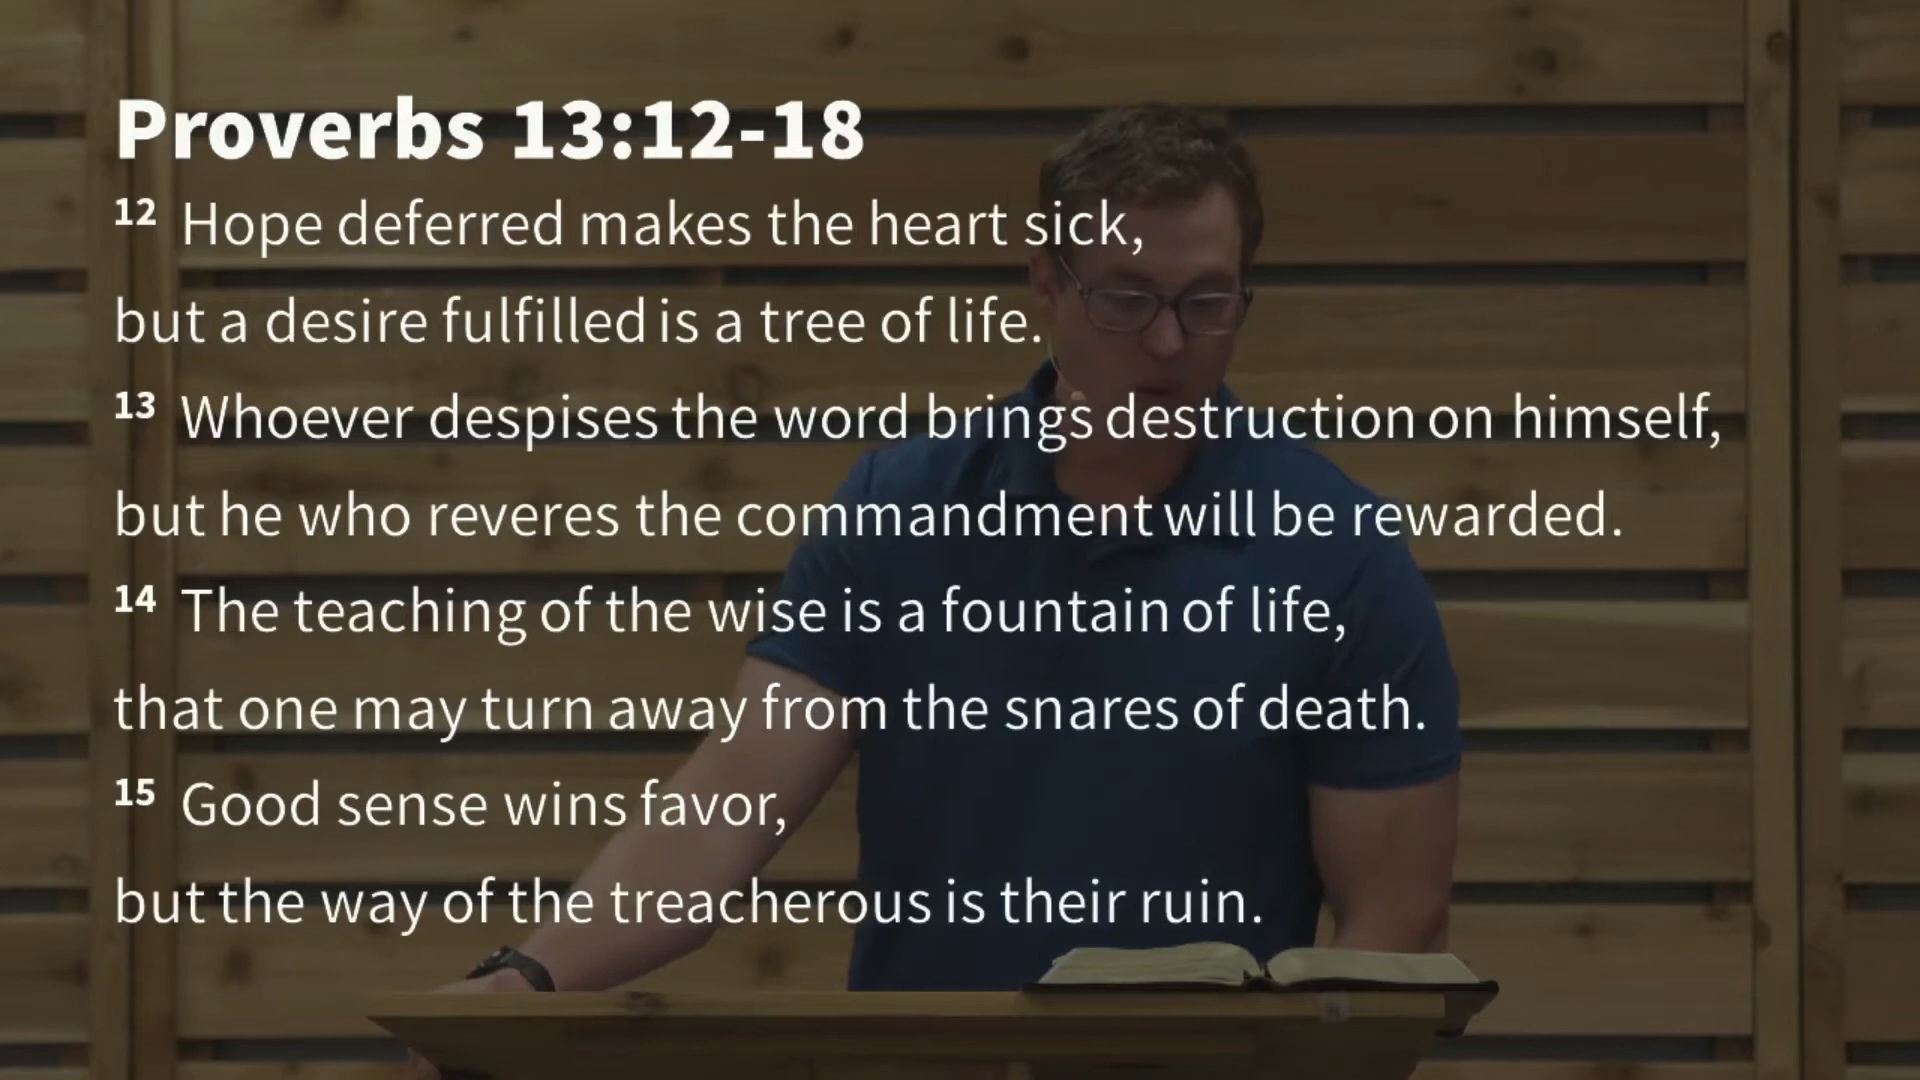 Proverbs 13:12-18
12 Hope deferred makes the heart sick,
but a desire fulfilled is a tree of life.
13 Whoever despises the word brings destruction on himself,
but he who reveres the commandment will be rewarded.
14 The teaching of the wise is a fountain of life,
that one may turn away from the snares of death.
15 Good sense wins favor,
but the way of the treacherous is their ruin.